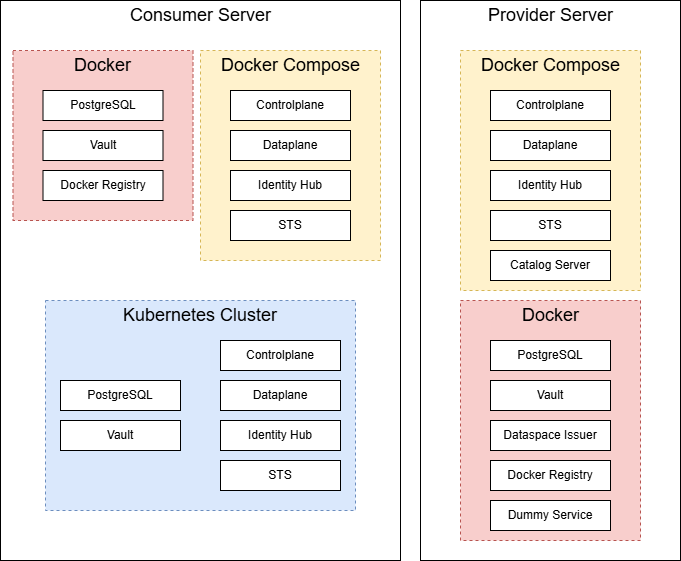 Consumer Server
Docker
PostgreSQL
Vault
Docker Registry
Docker Compose
Controlplane
Dataplane
Identity Hub
STS
Kubernetes Cluster
PostgreSQL
Vault
Controlplane
Dataplane
Identity Hub
STS
Provider Server
Docker Compose
Controlplane
Dataplane
Identity Hub
STS
Catalog Server
Docker
PostgreSQL
Vault
Dataspace Issuer
Docker Registry
Dummy Service